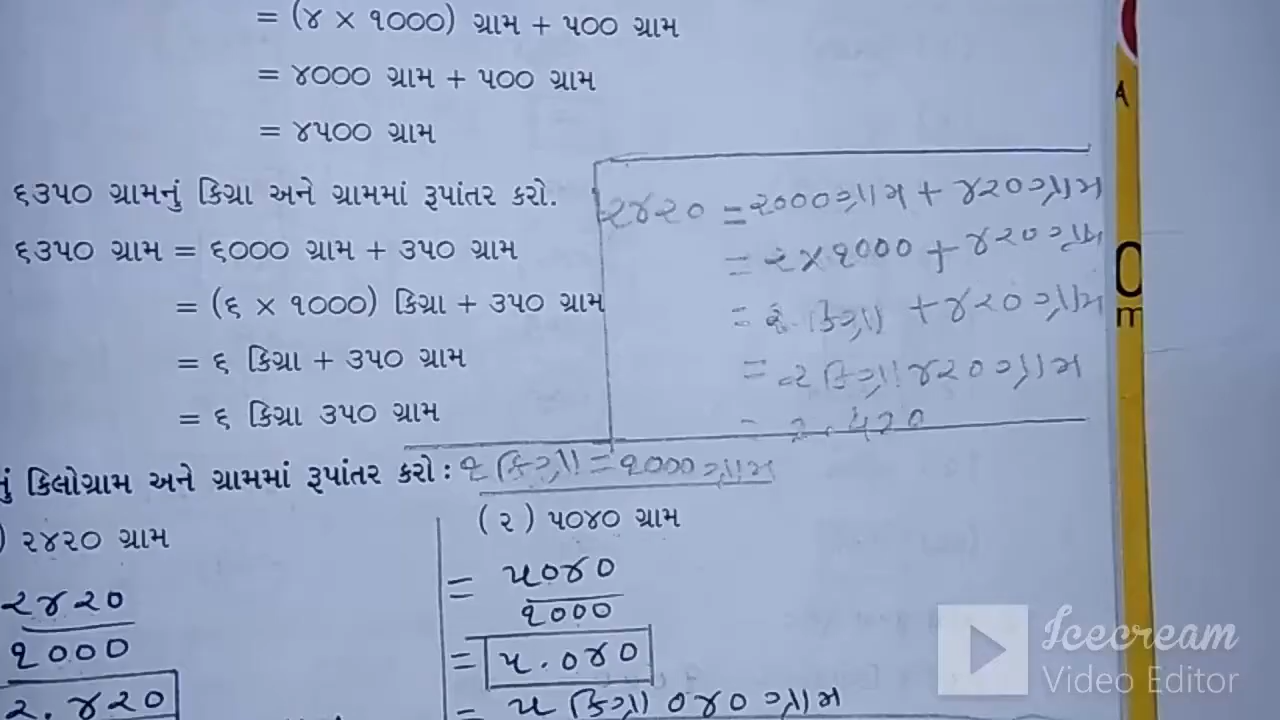 = (૪ × ૧૦૦૦) ગ્રામ + ૫૦૦ ગ્રામ
= ૪૦૦૦ ગ્રામ + ૫૦૦ ગ્રામ
= ૪૫૦૦ ગ્રામ
૬૩૫૦ ગ્રામનું કિગ્રા અને ગ્રામમાં રૂપાંતર કરો.
૬૩૫૦ ગ્રામ = ૬૦૦૦ ગ્રામ + ૩૫૦ ગ્રામ
= (૬ × ૧૦૦૦) કિગ્રા + ૩૫૦ ગ્રામ
= ૬ કિગ્રા + ૩૫૦ ગ્રામ
= ૬ કિગ્રા ૩૫૦ ગ્રામ
૨૪૨૦ = ૨૦૦૦ ગ્રામ + ૪૨૦ ગ્રામ
= ૨ × ૧૦૦૦ + ૪૨૦ ગ્રામ
= ૨ કિગ્રા + ૪૨૦ ગ્રામ
= ૨ કિગ્રા ૪૨૦ ગ્રામ
= ૨.૪૨૦
નું કિલોગ્રામ અને ગ્રામમાં રૂપાંતર કરો : ૧ કિગ્રા = ૧૦૦૦ ગ્રામ
) ૨૪૨૦ ગ્રામ
૨૪૨૦
૧૦૦૦
૨.૪૨૦
(૨) ૫૦૪૦ ગ્રામ
= ૫૦૪૦
૧૦૦૦
= ૫.૦૪૦
= ૫ કિગ્રા ૦૪૦ ગ્રામ
A
0
m
Icecream
Video Editor